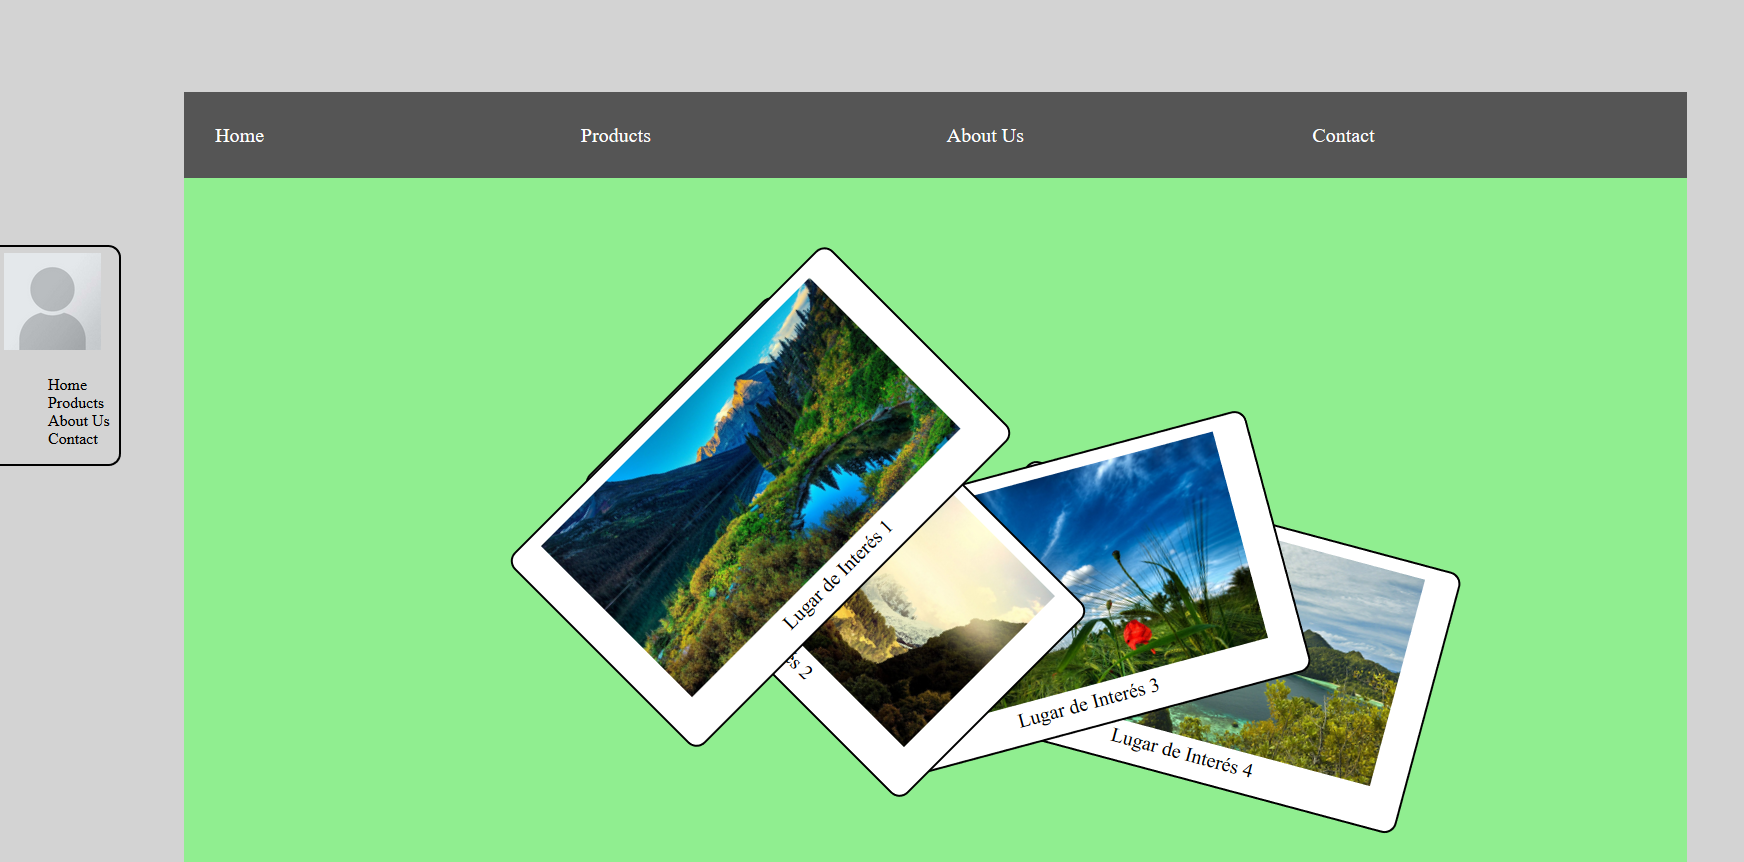 Home
Products
About Us
Contact
Home
Products
About Us
Contact
Lugar de Interés 1
és 2
Lugar de Interés 3
Lugar de Interés 4